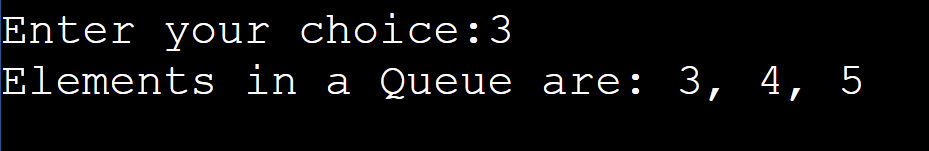 Enter your choice:3
Elements in a Queue are: 3, 4, 5